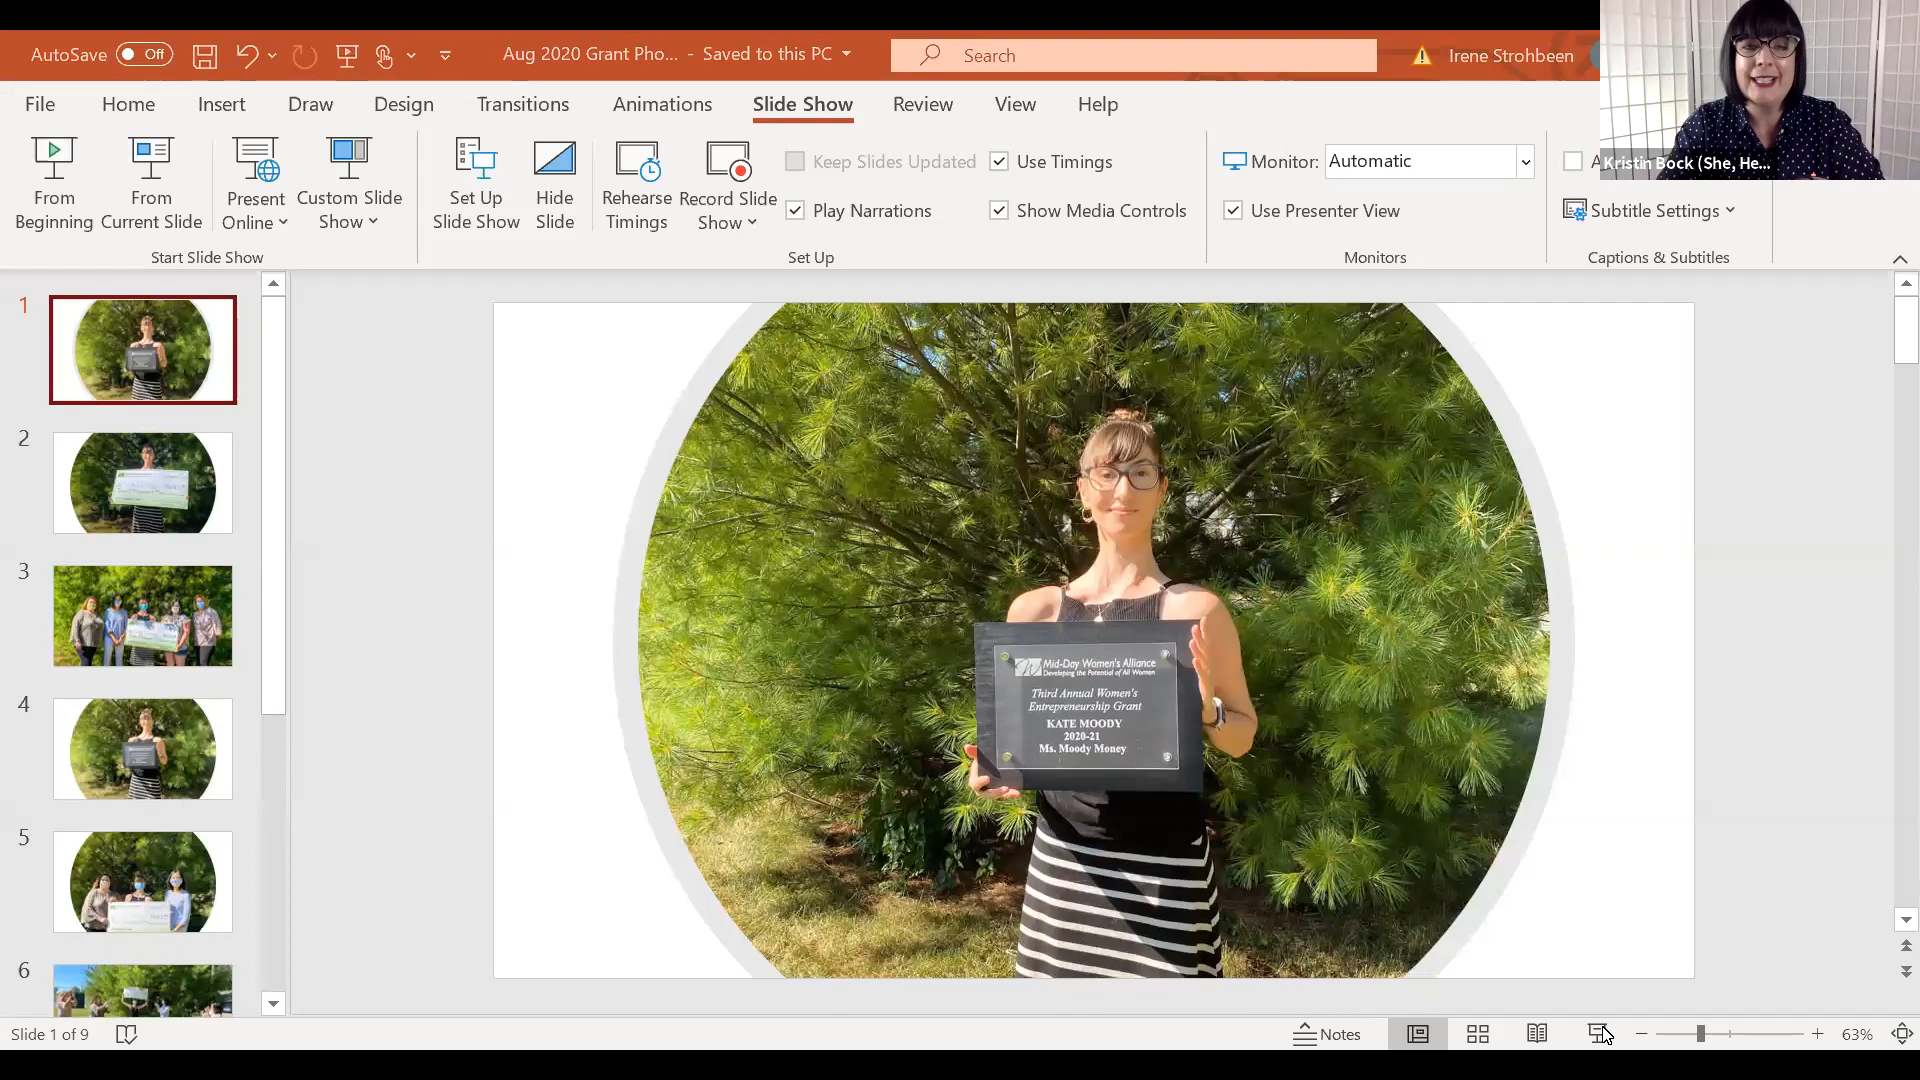 AutoSave Off
Aug 2020 Grant Pho... - Saved to this PC
Search
Irene Strohbeen
File Home Insert Draw Design Transitions Animations Slide Show Review View Help
From Beginning
From Current Slide
Present Online
Custom Slide Show
Set Up Slide Show
Hide Slide
Rehearse Timings
Record Slide Show
Keep Slides Updated
Play Narrations
Use Timings
Show Media Controls
Monitor: Automatic
Use Presenter View
Subtitle Settings
Start Slide Show
Set Up
Monitors
Captions & Subtitles
Kristin Bock (She, He...
1
2
3
4
5
6
Mid-Day Women's Alliance
Developing the Potential of All Women
Third Annual Women's
Entrepreneurship Grant
KATE MOODY
2020-21
Ms. Moody Money
Slide 1 of 9
Notes
63%